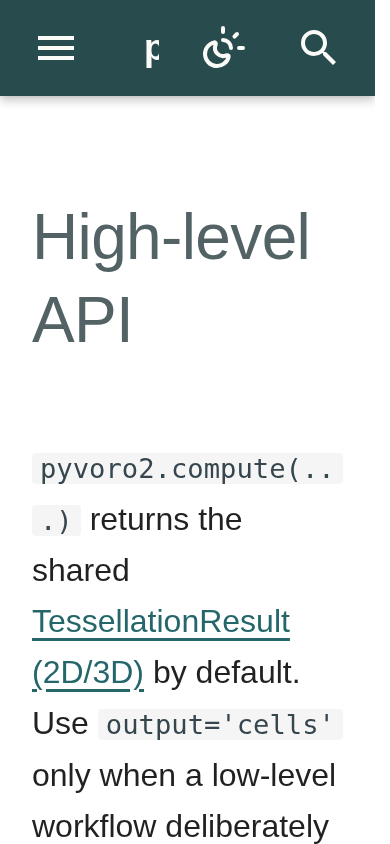 High-level
API
pyvoro2.compute(..
.) returns the
shared
TessellationResult
(2D/3D) by default.
Use output='cells'
only when a low-level
workflow deliberately